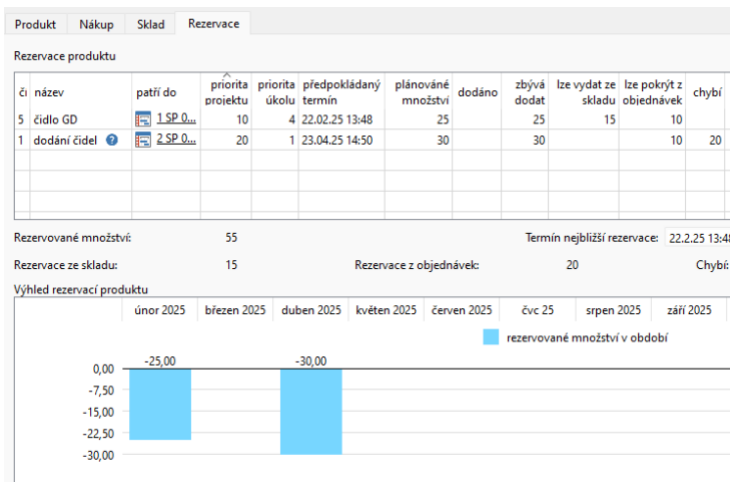 Produkt Nákup Sklad Rezervace
Rezervace produktu
čí název patří do priorita projektu priorita úkolu předpokládaný termín plánované množství dodáno zbývá dodat lze vydat ze skladu lze pokrýt z objednávek chybí
5 čidlo GD 1 SP 0... 10 4 22.02.25 13:48 25 25 15 10
1 dodání čidel ? 2 SP 0... 20 1 23.04.25 14:50 30 30 10 20
Rezervované množství: 55 Termín nejbližší rezervace: 22.2.25 13:48
Rezervace ze skladu: 15 Rezervace z objednávek: 20 Chybí:
Výhled rezervací produktu
únor 2025 březen 2025 duben 2025 květen 2025 červen 2025 čvc 25 srpen 2025 září 2025
rezervované množství v období
-25,00 -30,00
0,00
-7,50
-15,00
-22,50
-30,00